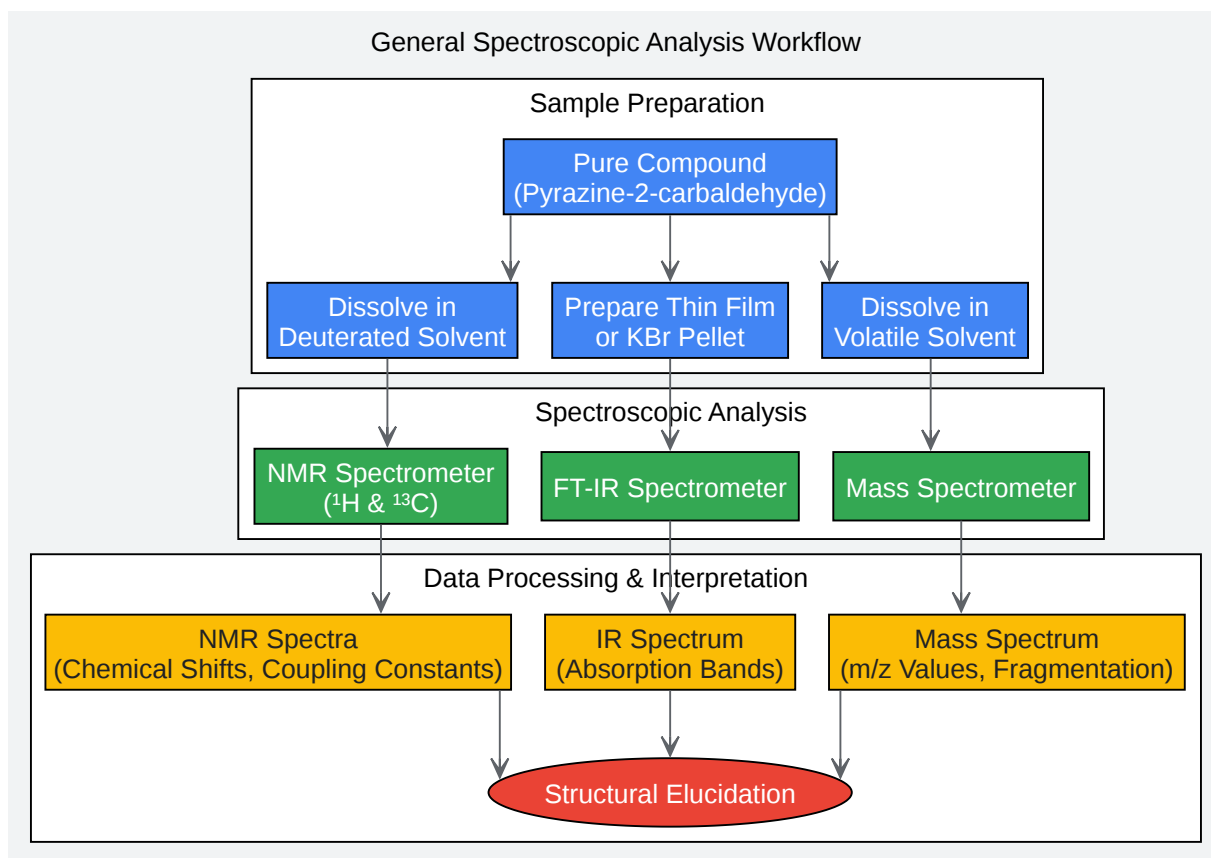 General Spectroscopic Analysis Workflow
Sample Preparation
Pure Compound
(Pyrazine-2-carbaldehyde)
Dissolve in
Deuterated Solvent
Prepare Thin Film
or KBr Pellet
Dissolve in
Volatile Solvent
Spectroscopic Analysis
NMR Spectrometer
(¹H & ¹³C)
FT-IR Spectrometer
Mass Spectrometer
Data Processing & Interpretation
NMR Spectra
(Chemical Shifts, Coupling Constants)
IR Spectrum
(Absorption Bands)
Mass Spectrum
(m/z Values, Fragmentation)
Structural Elucidation